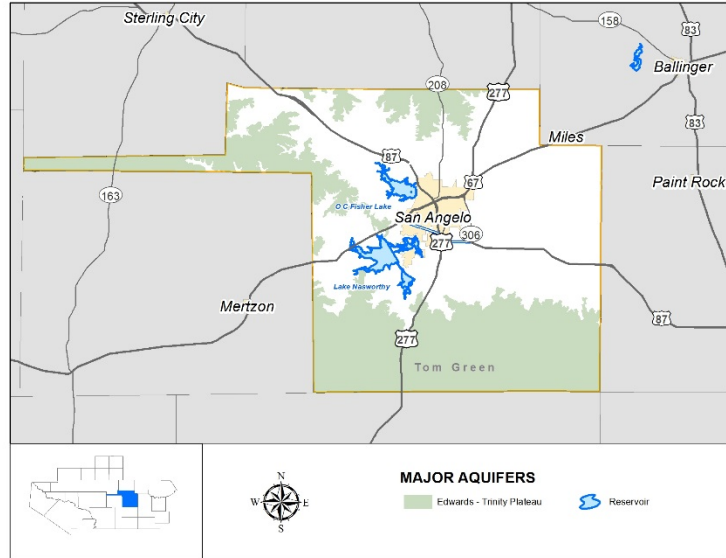 Sterling City
158
83
Ballinger
208
277
Miles
87
83
67
163
Paint Rock
O C Fisher Lake
San Angelo
306
277
Lake Nasworthy
Mertzon
87
277
Tom Green
N
W E
S
MAJOR AQUIFERS
Edwards - Trinity Plateau
Reservoir